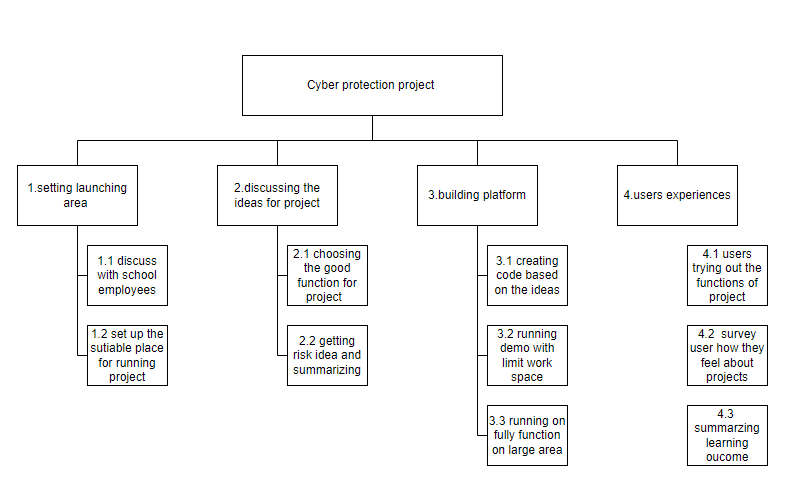 Cyber protection project
1.setting launching
area
2.discussing the
ideas for project
3.building platform
4.users experiences
1.1 discuss
with school
employees
1.2 set up the
sutiable place
for running
project
2.1 choosing
the good
function for
project
2.2 getting
risk idea and
summarizing
3.1 creating
code based
on the ideas
3.2 running
demo with
limit work
space
3.3 running on
fully function
on large area
4.1 users
trying out the
functions of
project
4.2  survey
user how they
feel about
projects
4.3
summarzing
learning
oucome